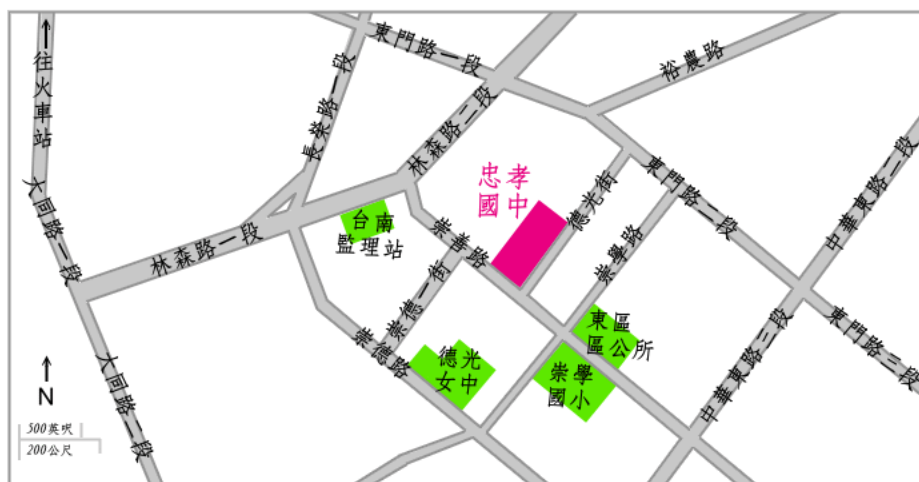 往火車站
東門路一段
裕農路
長榮路一段
林森路二段
忠孝
國中
德光街
東門路二段
中華東路二段
大同路一段
林森路一段
台南
監理站
崇善路
崇學路
崇德一街
崇德路
德光
女中
東區
區公所
崇學
國小
中華東路三段
東門路三段
大同路二段
N
500英呎
200公尺